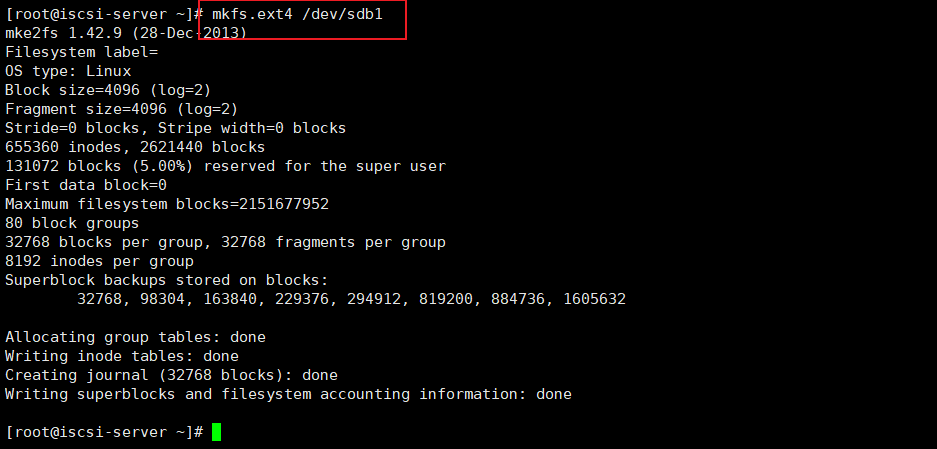 [root@iscsi-server ~]# mkfs.ext4 /dev/sdb1
mke2fs 1.42.9 (28-Dec-2013)
Filesystem label=
OS type: Linux
Block size=4096 (log=2)
Fragment size=4096 (log=2)
Stride=0 blocks, Stripe width=0 blocks
655360 inodes, 2621440 blocks
131072 blocks (5.00%) reserved for the super user
First data block=0
Maximum filesystem blocks=2151677952
80 block groups
32768 blocks per group, 32768 fragments per group
8192 inodes per group
Superblock backups stored on blocks:
        32768, 98304, 163840, 229376, 294912, 819200, 884736, 1605632
Allocating group tables: done
Writing inode tables: done
Creating journal (32768 blocks): done
Writing superblocks and filesystem accounting information: done
[root@iscsi-server ~]#